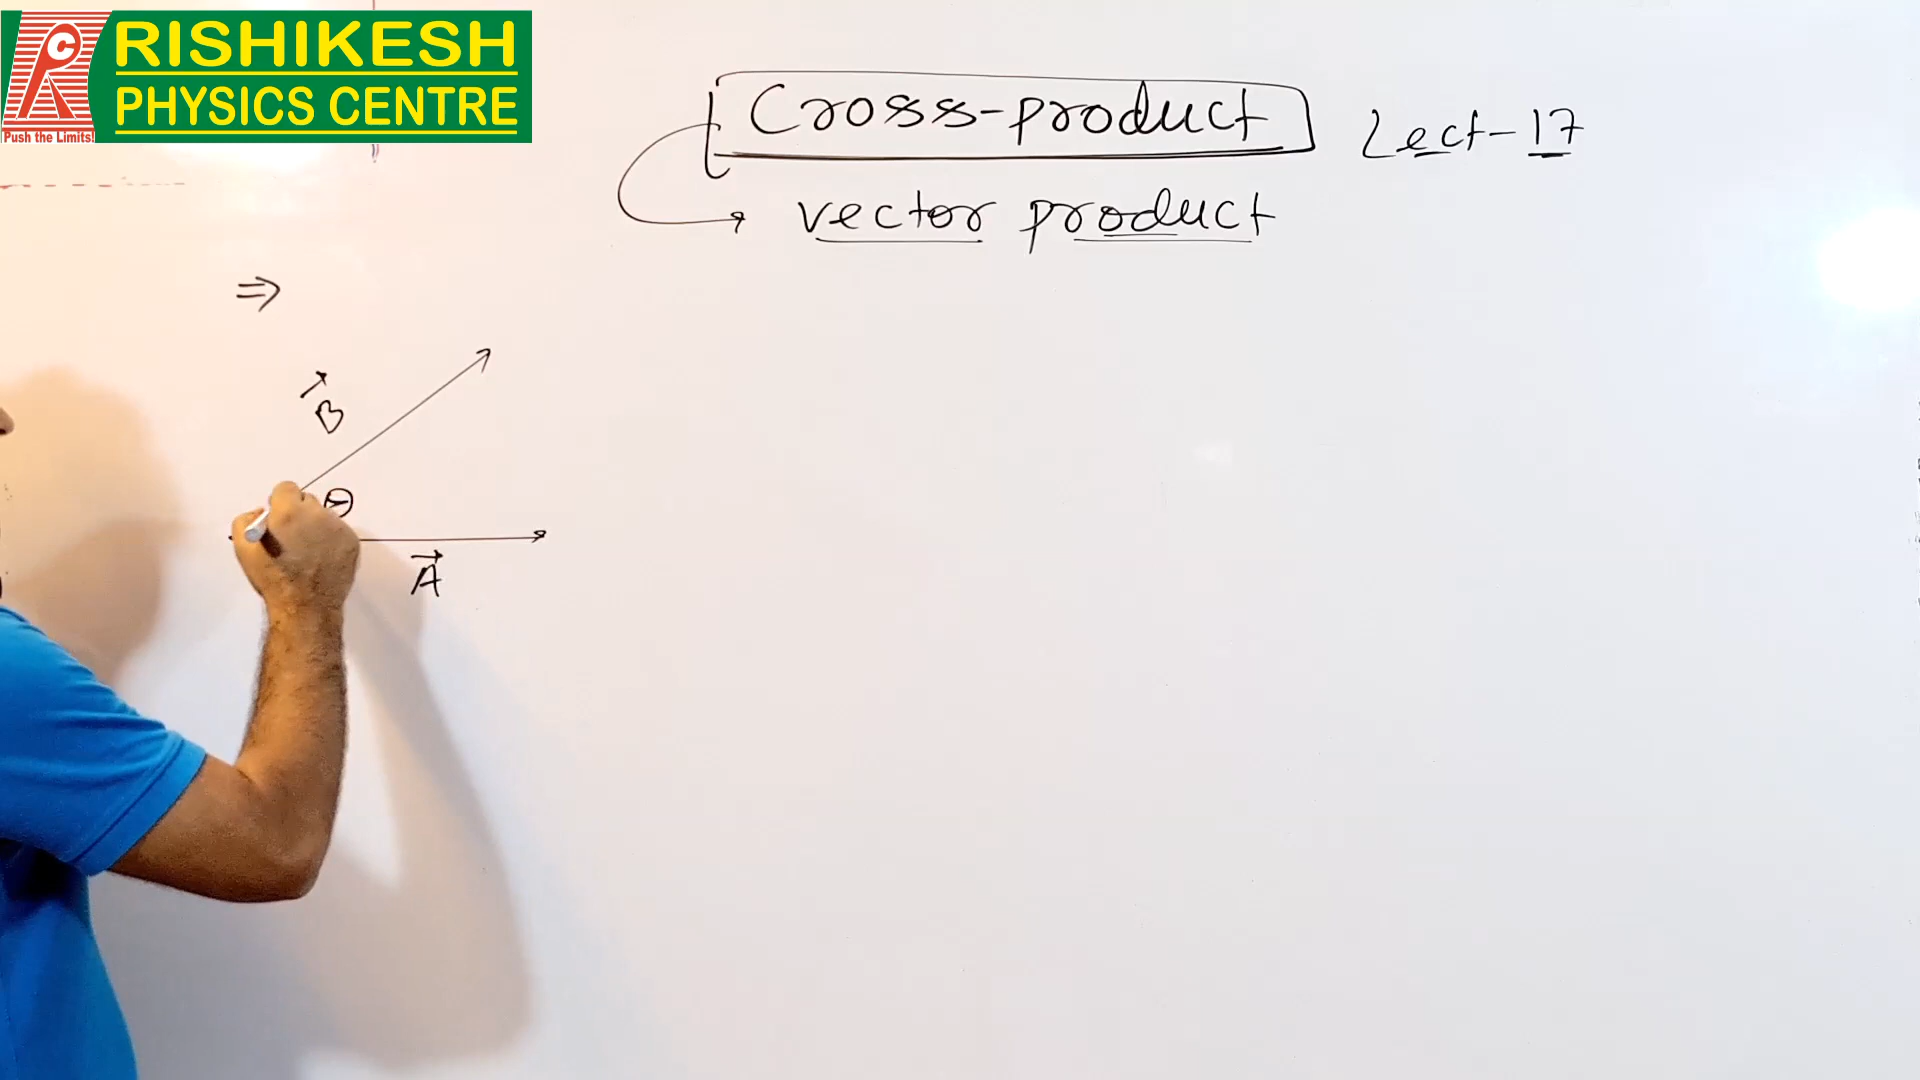 RISHIKESH
PHYSICS CENTRE
Push the Limits!
Cross-product Lect-17
vector product
⇒
B
θ
A